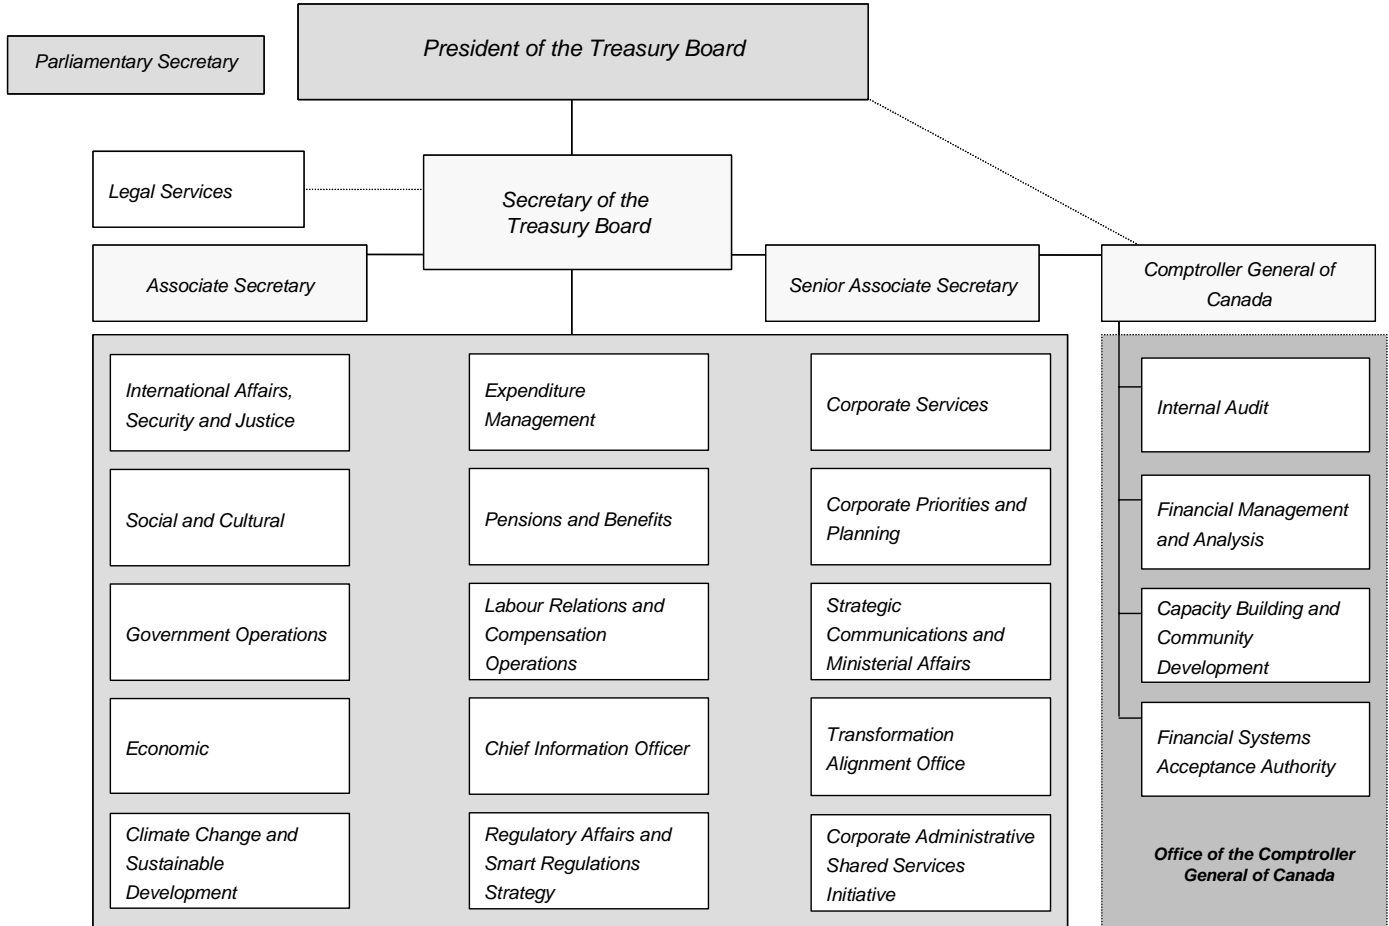 President of the Treasury Board
Parliamentary Secretary
Legal Services
Secretary of the
Treasury Board
Associate Secretary
Senior Associate Secretary
Comptroller General of
Canada
International Affairs,
Security and Justice
Expenditure
Management
Corporate Services
Internal Audit
Social and Cultural
Pensions and Benefits
Corporate Priorities and
Planning
Financial Management
and Analysis
Government Operations
Labour Relations and
Compensation
Operations
Strategic
Communications and
Ministerial Affairs
Capacity Building and
Community
Development
Economic
Chief Information Officer
Transformation
Alignment Office
Financial Systems
Acceptance Authority
Climate Change and
Sustainable
Development
Regulatory Affairs and
Smart Regulations
Strategy
Corporate Administrative
Shared Services
Initiative
Office of the Comptroller
General of Canada